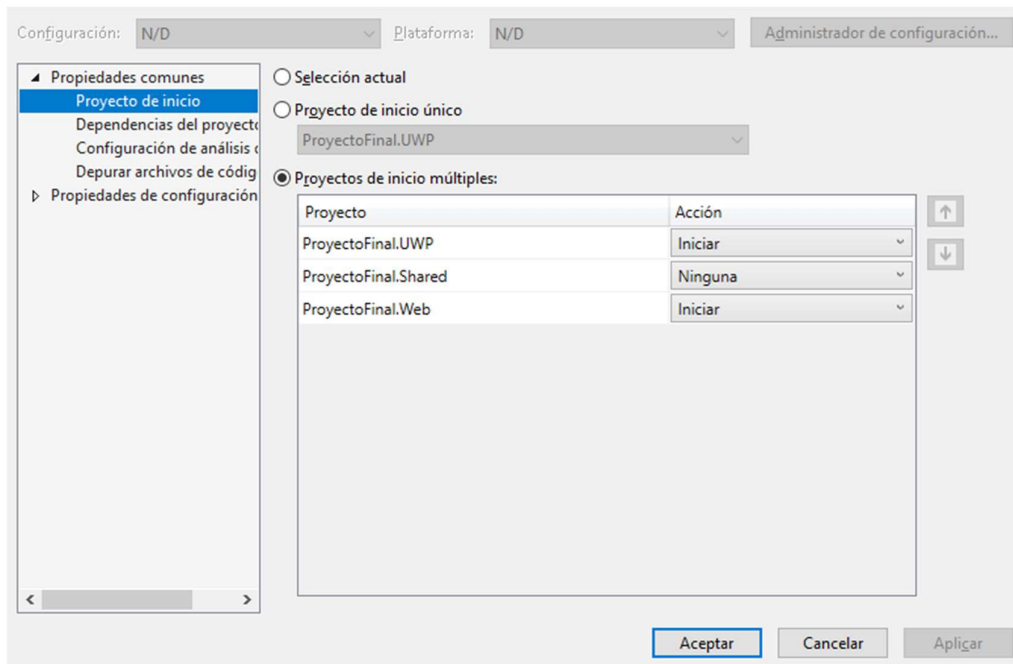 Configuración: N/D Plataforma: N/D Administrador de configuración...
Propiedades comunes
Proyecto de inicio
Dependencias del proyecto
Configuración de análisis
Depurar archivos de códig
Propiedades de configuración
Selección actual
Proyecto de inicio único
ProyectoFinal.UWP
Proyectos de inicio múltiples:
Proyecto Acción
ProyectoFinal.UWP Iniciar
ProyectoFinal.Shared Ninguna
ProyectoFinal.Web Iniciar
Aceptar Cancelar Aplicar